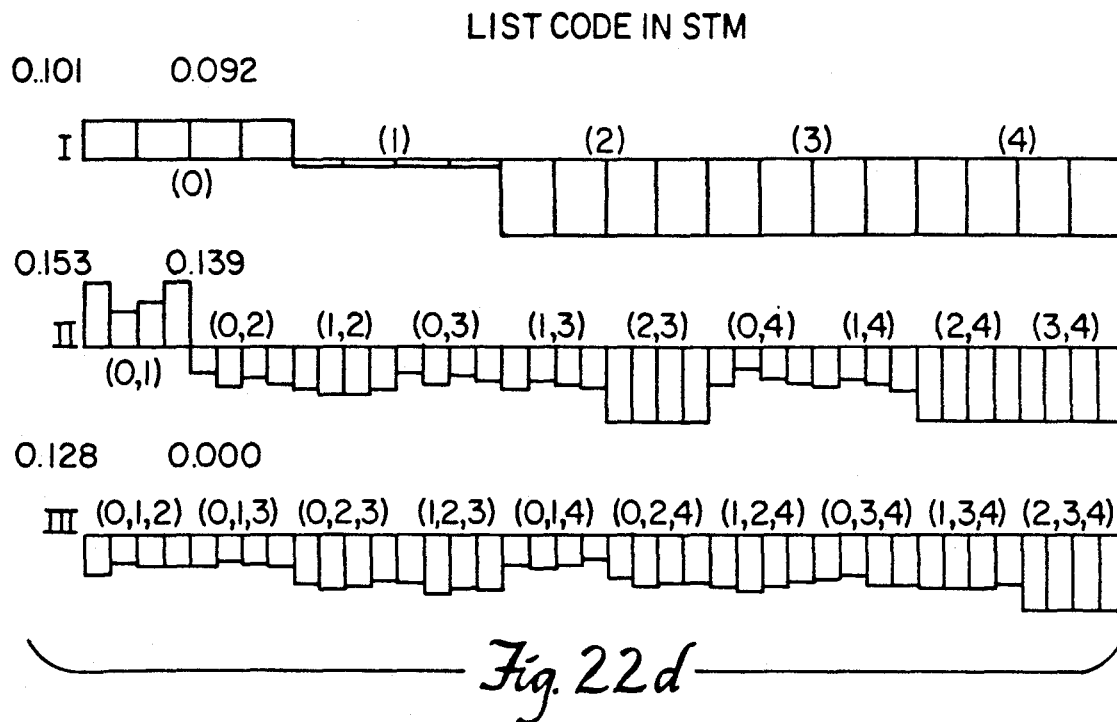 LIST CODE IN STM
0.101 0.092
I (1) (2) (3) (4)
(0)
0.153 0.139
II (0,2) (1,2) (0,3) (1,3) (2,3) (0,4) (1,4) (2,4) (3,4)
(0,1)
0.128 0.000
III (0,1,2) (0,1,3) (0,2,3) (1,2,3) (0,1,4) (0,2,4) (1,2,4) (0,3,4) (1,3,4) (2,3,4)
Fig. 22d